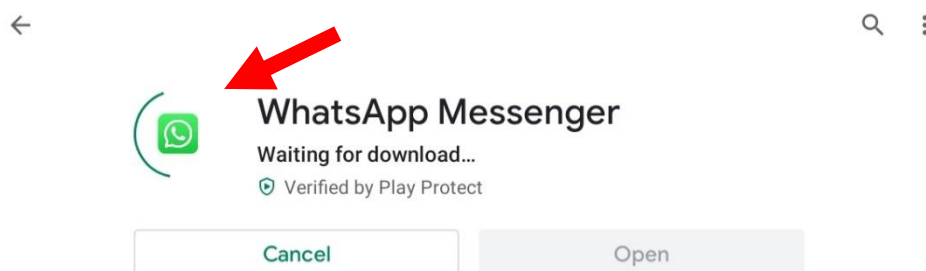 WhatsApp Messenger
Waiting for download...
Verified by Play Protect
Cancel
Open